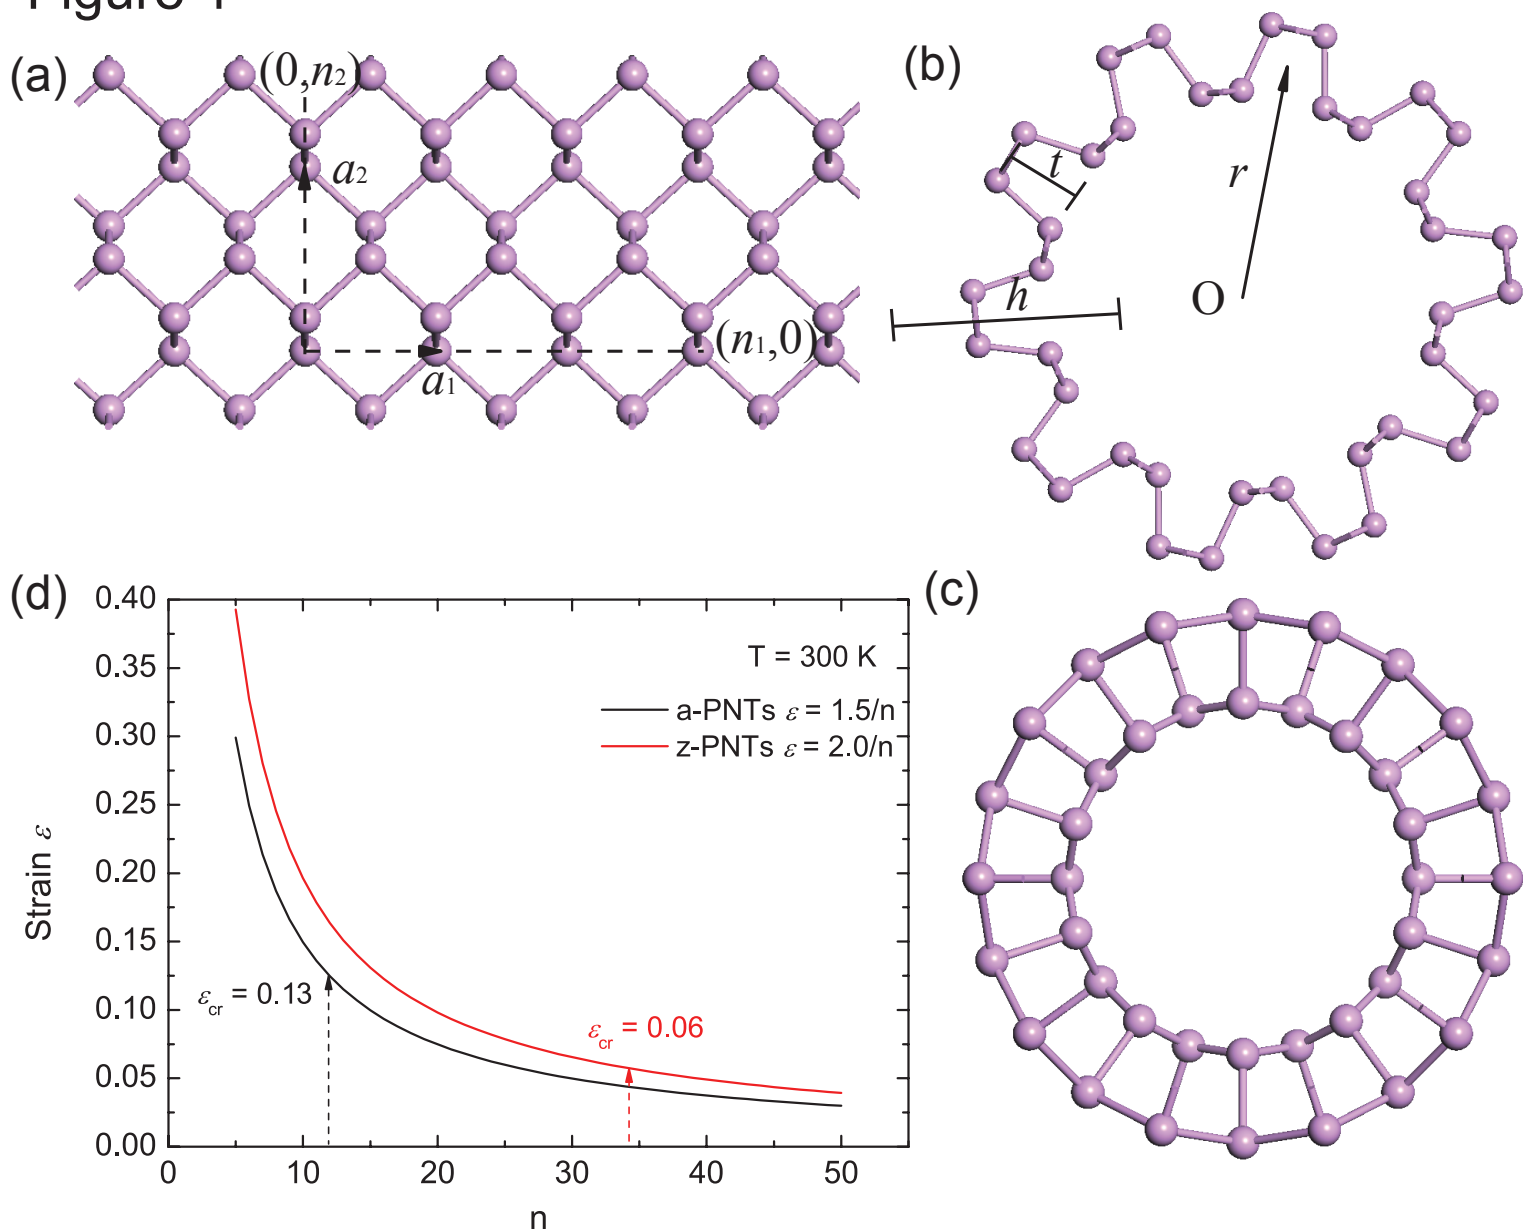 Figure 1
(a)
(0,n2)
a2
a1
(n1,0)
(b)
t
r
h
O
(d)
Strain ε
0.40
0.35
0.30
0.25
0.20
0.15
0.10
0.05
0.00
T = 300 K
a-PNTs ε = 1.5/n
z-PNTs ε = 2.0/n
εcr = 0.13
εcr = 0.06
0 10 20 30 40 50
n
(c)